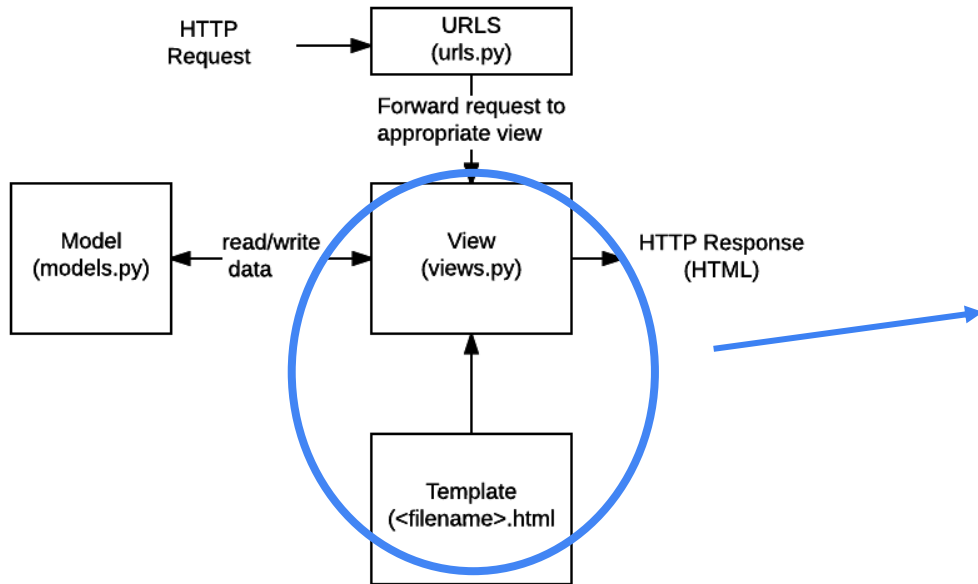 HTTP
Request
URLS
(urls.py)
Forward request to
appropriate view
Model
(models.py)
read/write
data
View
(views.py)
HTTP Response
(HTML)
Template
(<filename>.html